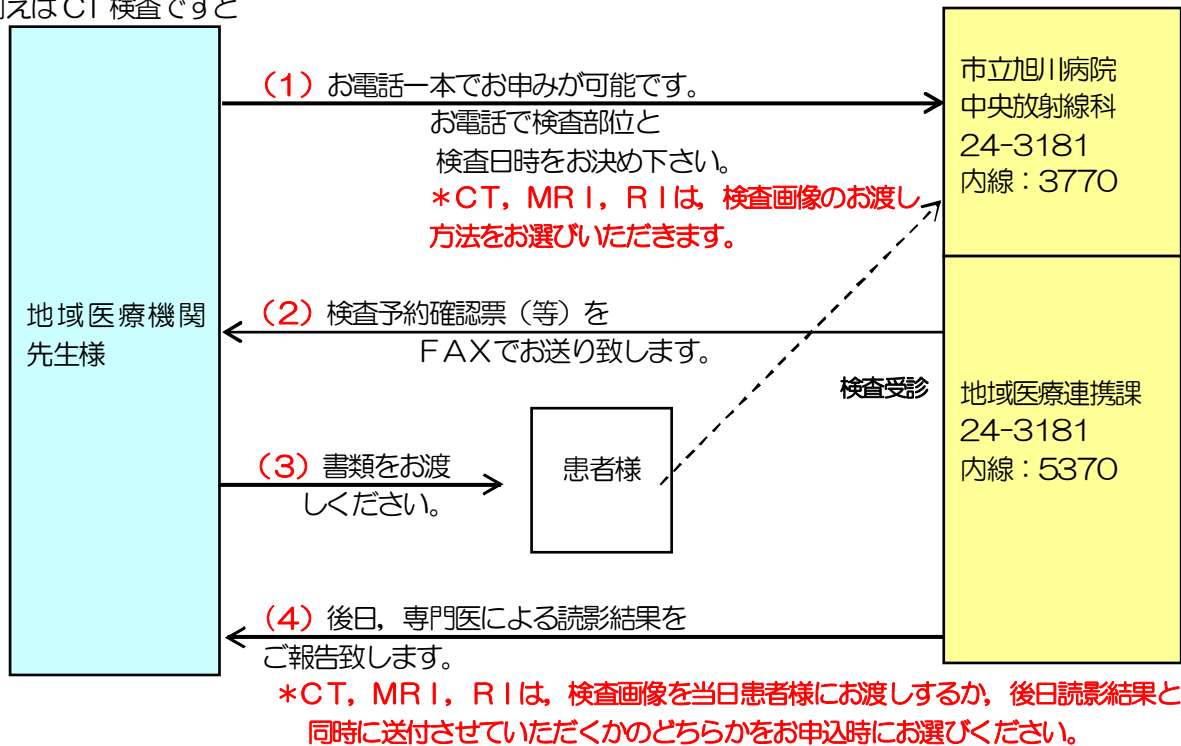 例えばCT検査ですと
(1) お電話一本でお申みが可能です。
お電話で検査部位と
検査日時をお決め下さい。
*CT, MRI, RIは, 検査画像のお渡し
方法をお選びいただきます。
市立旭川病院
中央放射線科
24-3181
内線:3770
地域医療機関
先生様
(2) 検査予約確認票(等)を
FAXでお送り致します。
検査受診
地域医療連携課
24-3181
内線:5370
(3) 書類をお渡
しください。
患者様
(4) 後日, 専門医による読影結果を
ご報告致します。
*CT, MRI, RIは, 検査画像を当日患者様にお渡しするか, 後日読影結果と
同時に送付させていただくかのどちらかをお申込時にお選びください。